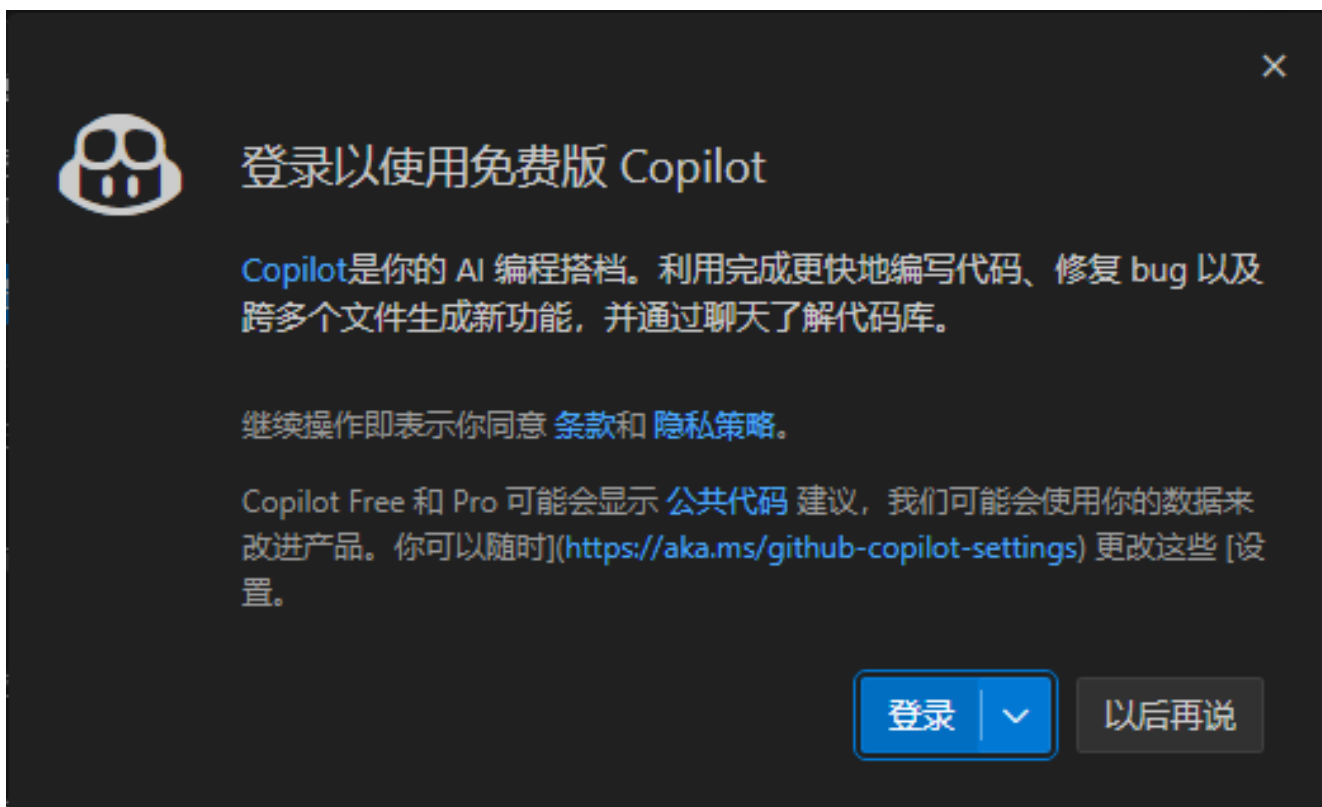 登录以使用免费版 Copilot
Copilot是你的 AI 编程搭档。利用完成更快地编写代码、修复 bug 以及
跨多个文件生成新功能，并通过聊天了解代码库。
继续操作即表示你同意 条款和 隐私策略。
Copilot Free 和 Pro 可能会显示 公共代码 建议，我们可能会使用你的数据来
改进产品。你可以随时](https://aka.ms/github-copilot-settings) 更改这些 [设
置。
登录
以后再说